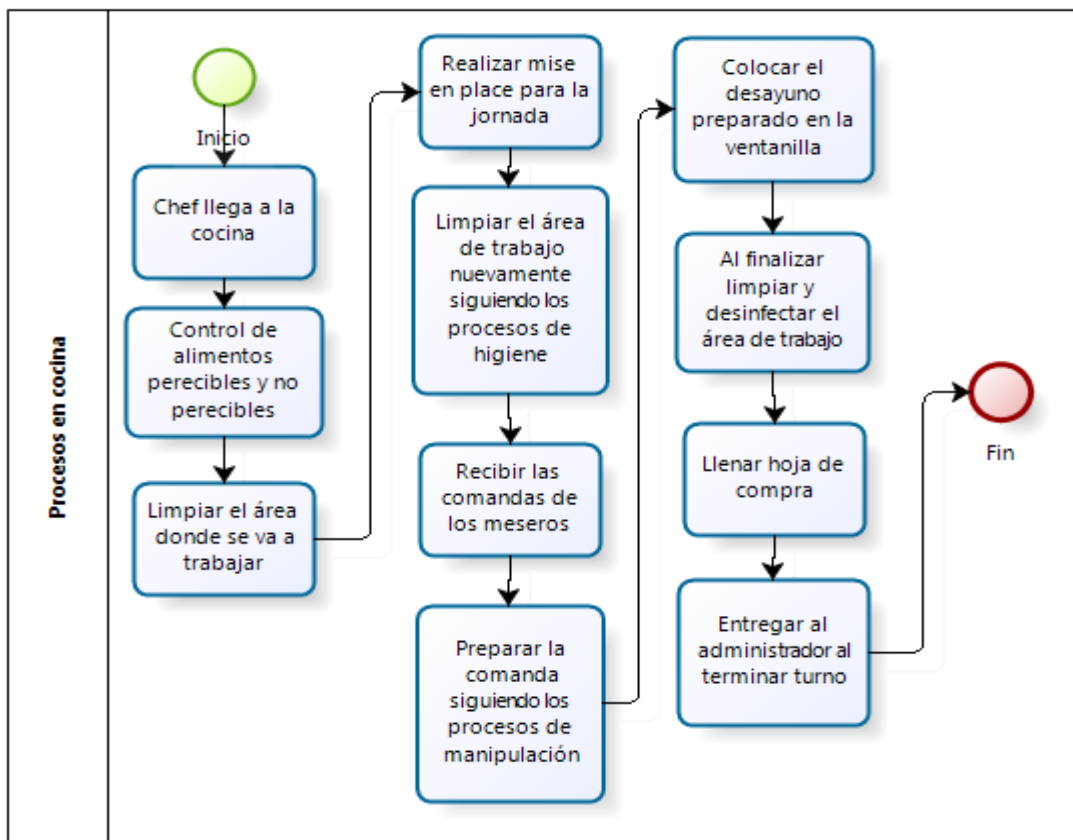 Procesos en cocina
Inicio
Chef llega a la
cocina
Control de
alimentos
perecibles y no
perecibles
Limpiar el área
donde se va a
trabajar
Realizar mise
en place para la
jornada
Limpiar el área
de trabajo
nuevamente
siguiendo los
procesos de
higiene
Recibir las
comandas de
los meseros
Preparar la
comanda
siguiendo los
procesos de
manipulación
Colocar el
desayuno
preparado en la
ventanilla
Al finalizar
limpiar y
desinfectar el
área de trabajo
Llenar hoja de
compra
Entregar al
administrador al
terminar turno
Fin